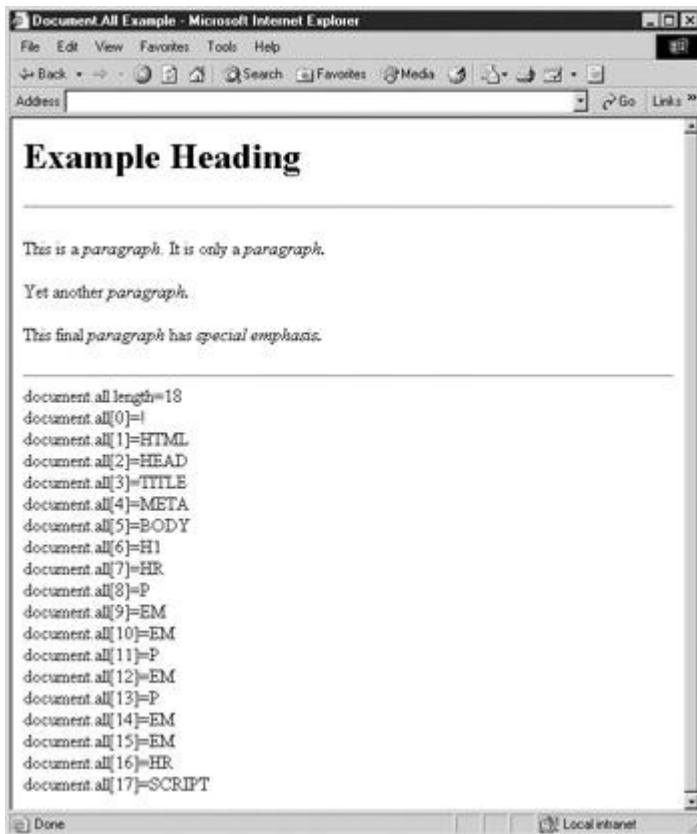 Document.All Example - Microsoft Internet Explorer
File Edit View Favorites Tools Help
Back Search Favorites Media
Address Go Links »
Example Heading
This is a paragraph. It is only a paragraph.
Yet another paragraph.
This final paragraph has special emphasis.
document.all.length=18
document.all[0]=!
document.all[1]=HTML
document.all[2]=HEAD
document.all[3]=TITLE
document.all[4]=META
document.all[5]=BODY
document.all[6]=H1
document.all[7]=HR
document.all[8]=P
document.all[9]=EM
document.all[10]=EM
document.all[11]=P
document.all[12]=EM
document.all[13]=P
document.all[14]=EM
document.all[15]=EM
document.all[16]=HR
document.all[17]=SCRIPT
Done Local intranet